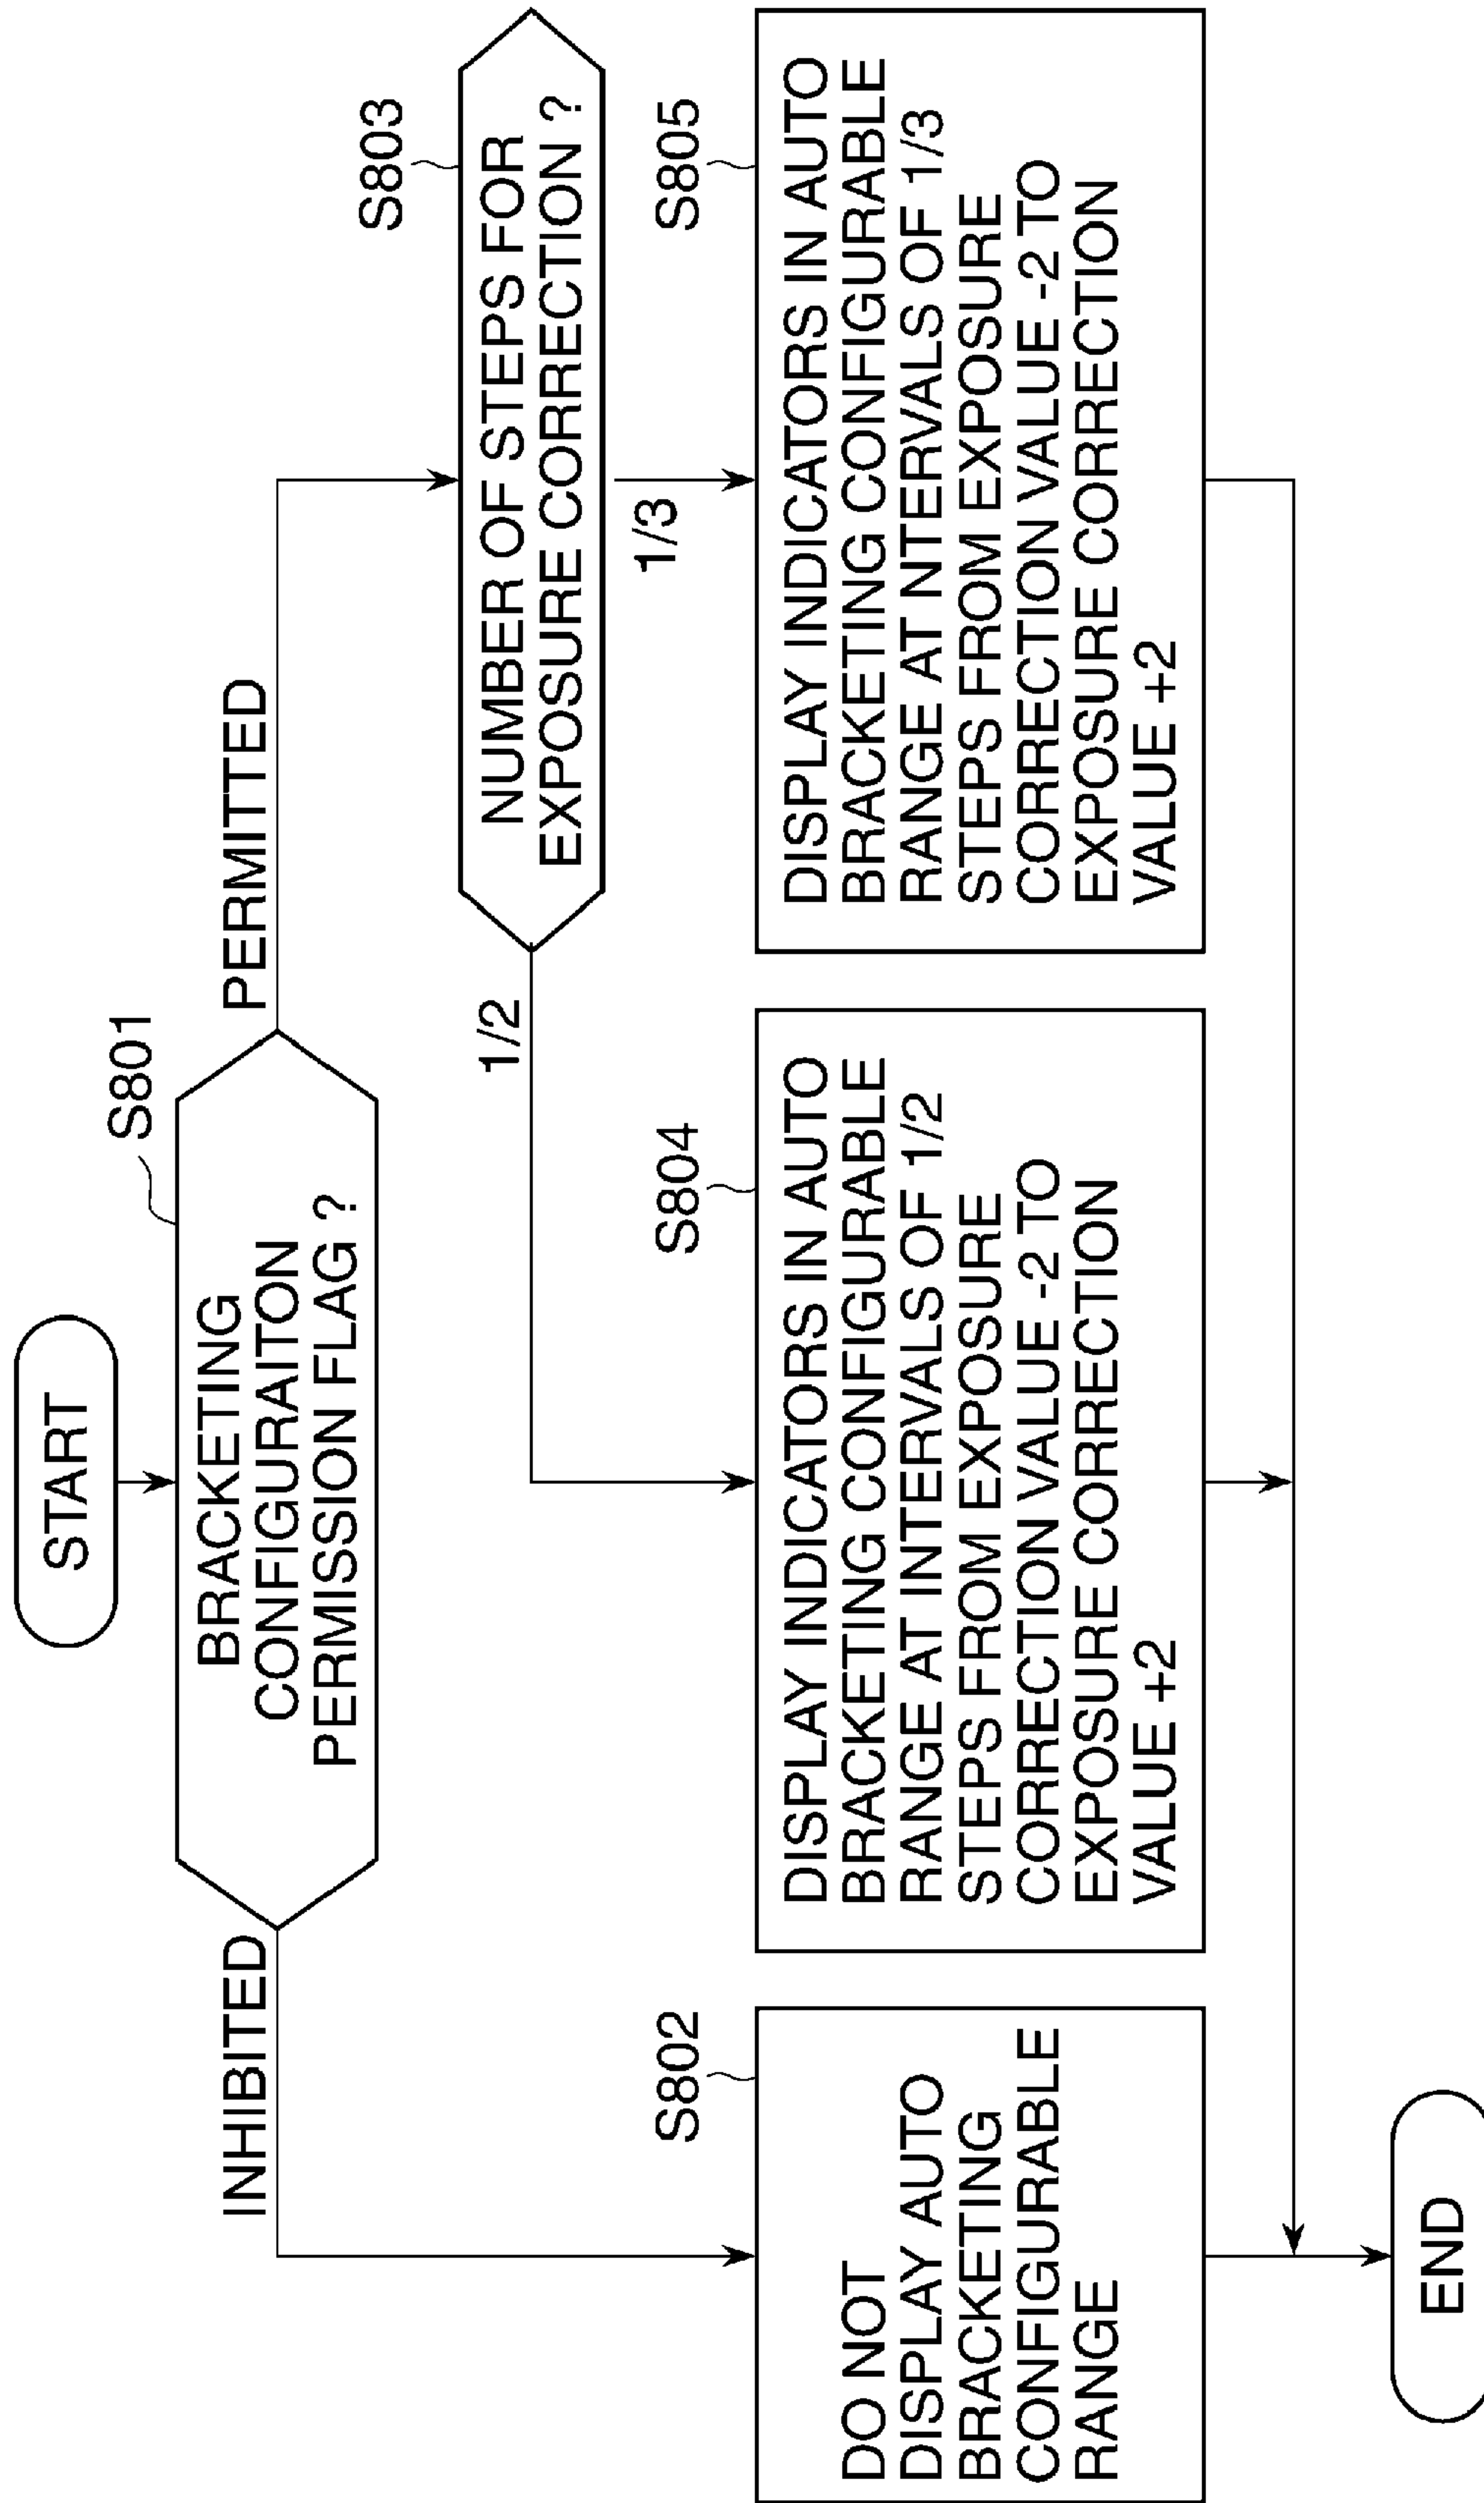 START
S801
BRACKETING
CONFIGURAITON
PERMISSION FLAG ?
INHIBITED
PERMITTED
S803
NUMBER OF STEPS FOR
EXPOSURE CORRECTION ?
1/2
1/3
S802
DO NOT
DISPLAY AUTO
BRACKETING
CONFIGURABLE
RANGE
S804
DISPLAY INDICATORS IN AUTO
BRACKETING CONFIGURABLE
RANGE AT INTERVALS OF 1/2
STEPS FROM EXPOSURE
CORRECTION VALUE -2 TO
EXPOSURE CORRECTION
VALUE +2
S805
DISPLAY INDICATORS IN AUTO
BRACKETING CONFIGURABLE
RANGE AT INTERVALS OF 1/3
STEPS FROM EXPOSURE
CORRECTION VALUE -2 TO
EXPOSURE CORRECTION
VALUE +2
END